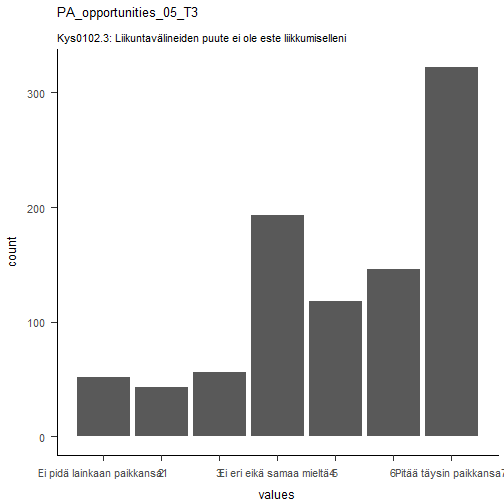 PA_opportunities_05_T3
Kys0102.3: Liikuntavälineiden puute ei ole este liikkumiselleni
count
300
200
100
0
Ei pidä lainkaan paikkansa1 2 3 Ei eri eikä samaa mieltä4 5 6 Pitää täysin paikkansa7
values